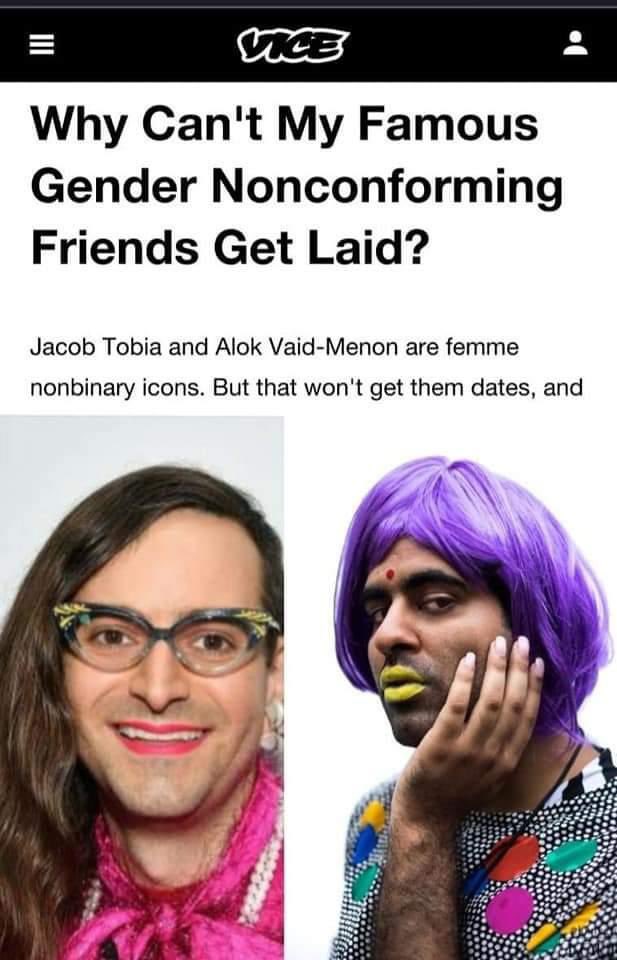 VICE
Why Can't My Famous
Gender Nonconforming
Friends Get Laid?
Jacob Tobia and Alok Vaid-Menon are femme
nonbinary icons. But that won't get them dates, and